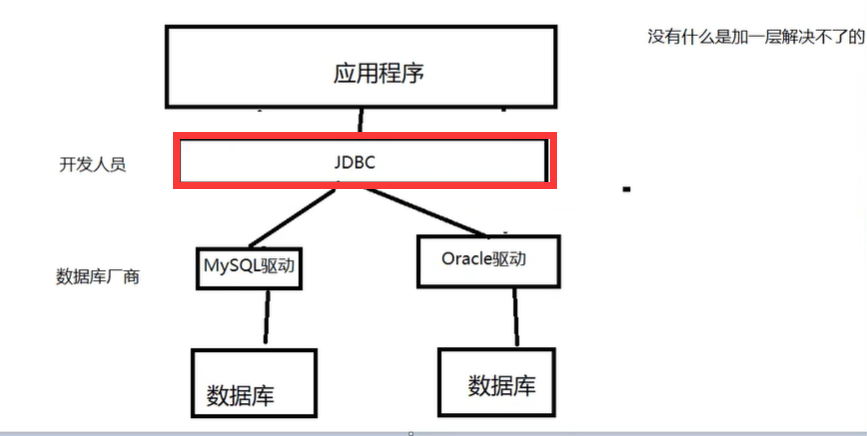 没有什么是加一层解决不了的
应用程序
开发人员
JDBC
数据库厂商
MySQL驱动
Oracle驱动
数据库
数据库